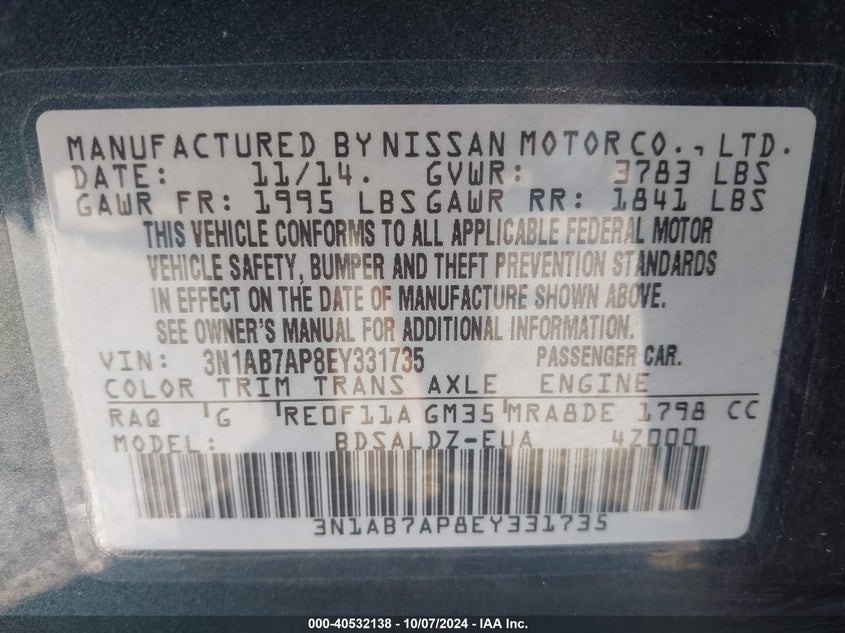 MANUFACTURED BY NISSAN MOTOR CO., LTD.
DATE: 11/14. GVWR: 3783 LBS
GAWR FR: 1995 LBS GAWR RR: 1841 LBS
THIS VEHICLE CONFORMS TO ALL APPLICABLE FEDERAL MOTOR
VEHICLE SAFETY, BUMPER AND THEFT PREVENTION STANDARDS
IN EFFECT ON THE DATE OF MANUFACTURE SHOWN ABOVE.
SEE OWNER'S MANUAL FOR ADDITIONAL INFORMATION.
VIN: 3N1AB7AP8EY331735 PASSENGER CAR.
COLOR TRIM TRANS AXLE ENGINE
RAQ G RE0F11A GM35 MRA8DE 1798 CC
MODEL: BDSALDZ-EUA 4Z000
3N1AB7AP8EY331735
000-40532138 - 10/07/2024 - IAA Inc.